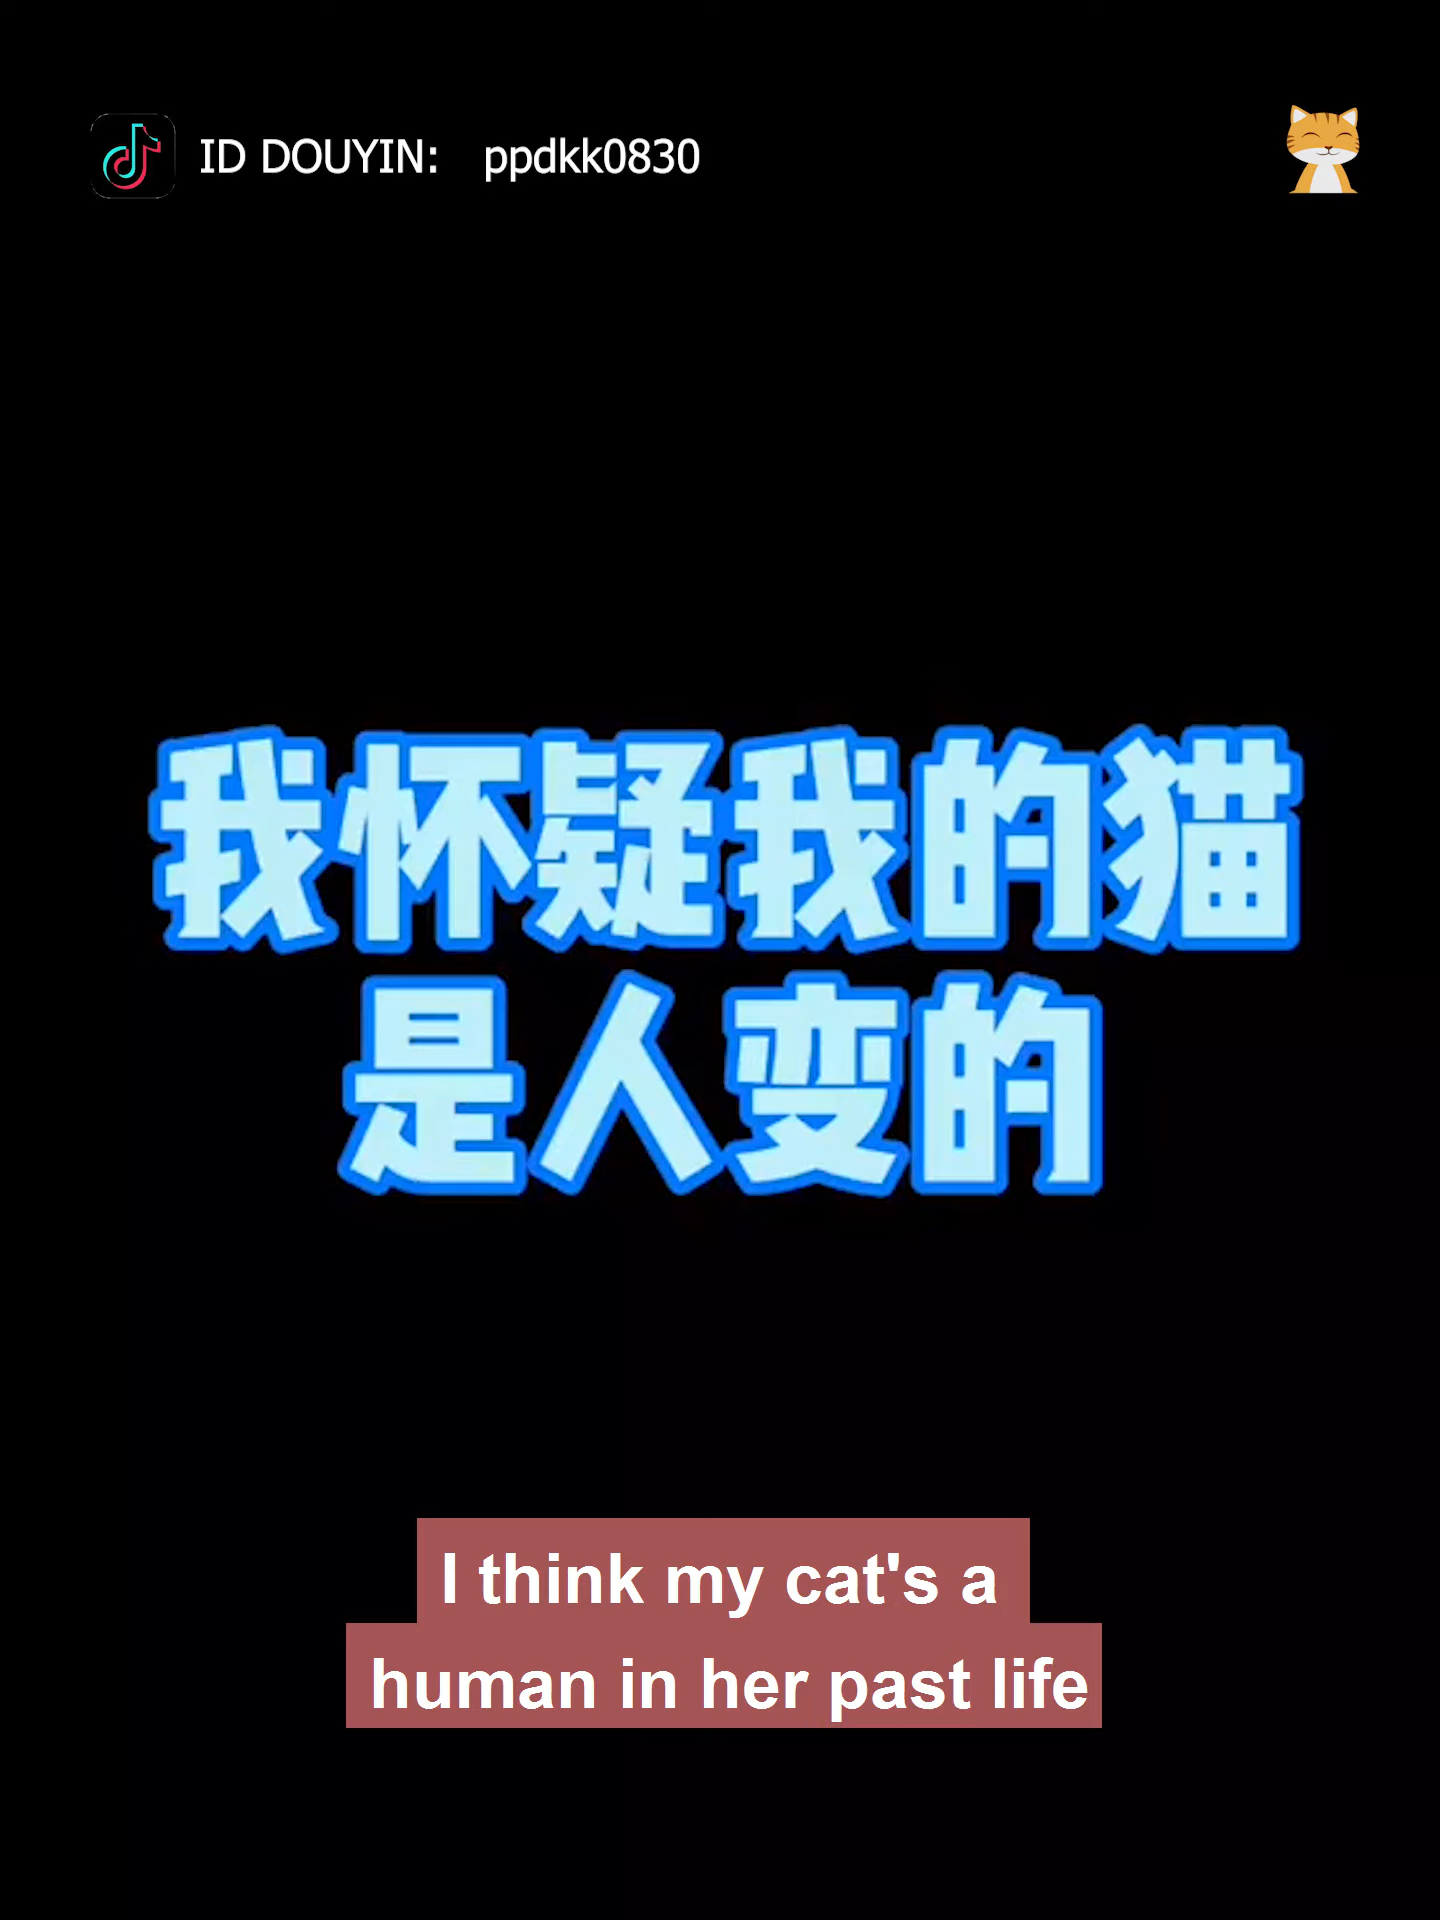 ID DOUYIN: ppdkk0830
我怀疑我的猫
是人变的
I think my cat's a
human in her past life